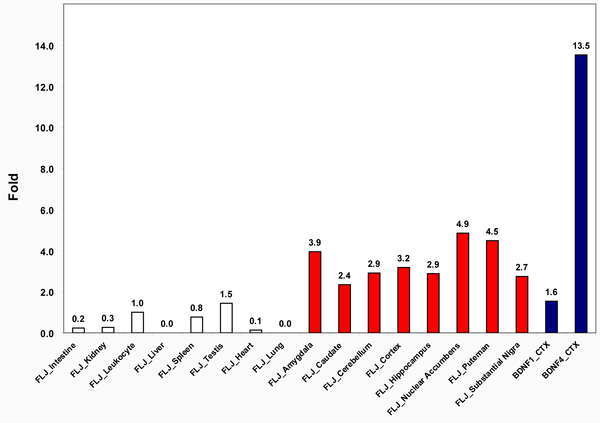 Fold
14.0
12.0
10.0
8.0
6.0
4.0
2.0
0.0
0.2
0.3
1.0
0.0
0.8
1.5
0.1
0.0
3.9
2.4
2.9
3.2
2.9
4.9
4.5
2.7
1.6
13.5
FLJ_Intestine
FLJ_Kidney
FLJ_Leukocyte
FLJ_Liver
FLJ_Spleen
FLJ_Testis
FLJ_Heart
FLJ_Lung
FLJ_Amygdala
FLJ_Caudate
FLJ_Cerebellum
FLJ_Cortex
FLJ_Hippocampus
FLJ_Nuclear Accumbens
FLJ_Puteman
FLJ_Substantial Nigra
BDNF1_CTX
BDNF4_CTX